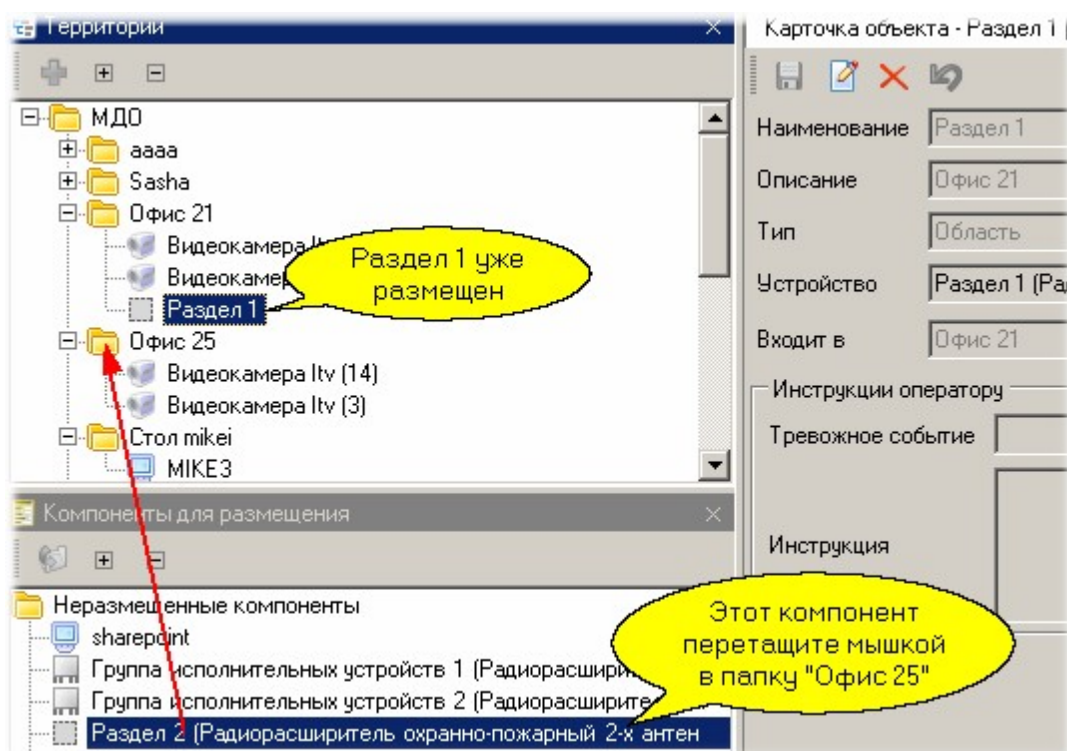 Территории
МДО
aaaa
Sasha
Офис 21
Видеокамера
Видеокамера
Раздел 1
Офис 25
Видеокамера Itv (14)
Видеокамера Itv (3)
Стол mikei
MIKE3
Раздел 1 уже
размещен
Компоненты для размещения
Неразмещенные компоненты
sharepoint
Группа исполнительных устройств 1 (Радиорасшири
Группа исполнительных устройств 2 (Радиорасширите
Раздел 2 (Радиорасширитель охранно-пожарный 2-х антен
Карточка объекта - Раздел 1
Наименование Раздел 1
Описание Офис 21
Тип Область
Устройство Раздел 1 (Ра
Входит в Офис 21
Инструкции оператору
Тревожное событие
Инструкция
Этот компонент
перетащите мышкой
в папку "Офис 25"